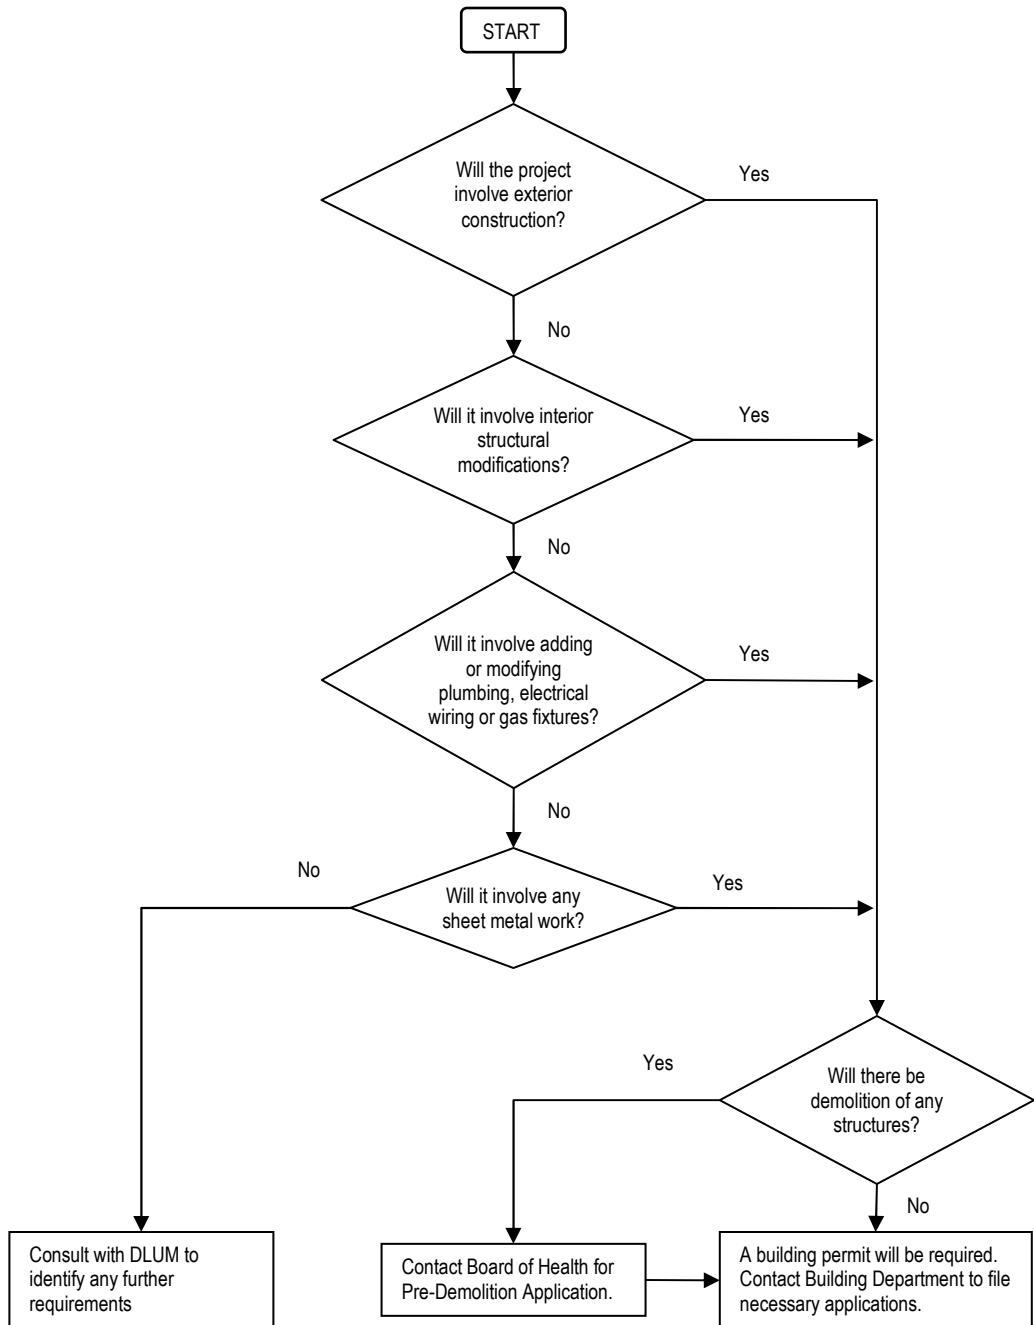 START
Will the project
involve exterior
construction?
Yes
No
Will it involve interior
structural
modifications?
Yes
No
Will it involve adding
or modifying
plumbing, electrical
wiring or gas fixtures?
Yes
No
No
Will it involve any
sheet metal work?
Yes
Yes
Will there be
demolition of any
structures?
No
Consult with DLUM to
identify any further
requirements
Contact Board of Health for
Pre-Demolition Application.
A building permit will be required.
Contact Building Department to file
necessary applications.